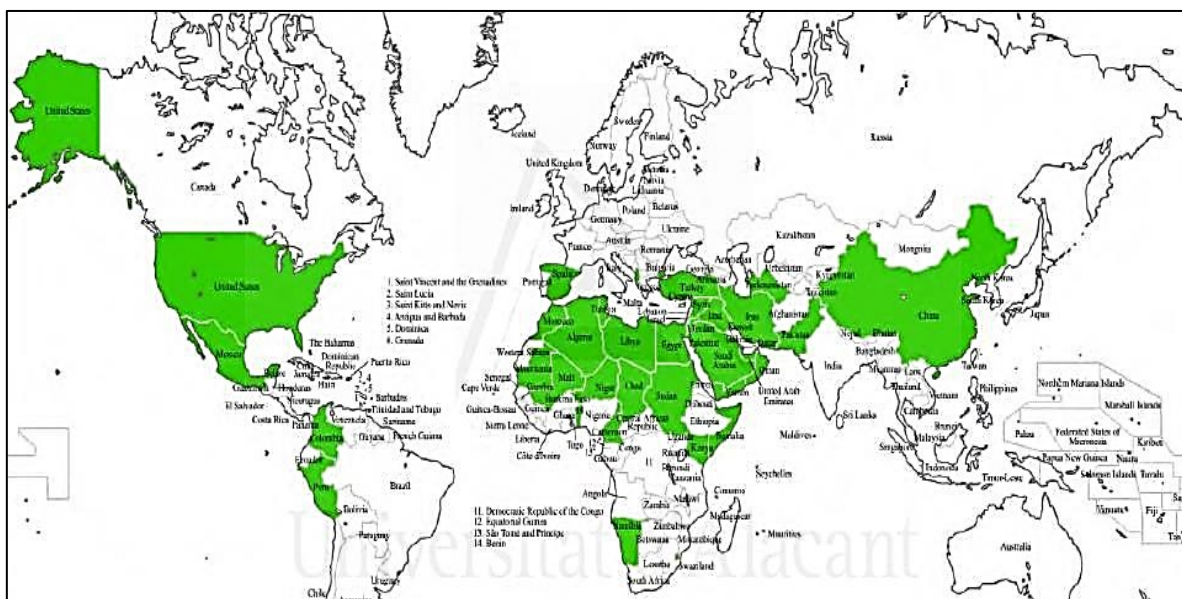 United States
Canada
United States
Mexico
1. Saint Vincent and the Grenadines
2. Saint Lucia
3. Saint Kitts and Nevis
4. Antigua and Barbuda
5. Dominica
6. Grenada
The Bahamas
Dominican
Republic
Puerto Rico
Haiti
Honduras
Nicaragua
El Salvador
Costa Rica
Panama
Barbados
Trinidad and Tobago
Venezuela
Guyana
Suriname
French Guiana
Colombia
Ecuador
Peru
Brazil
Bolivia
Paraguay
Uruguay
Chile
Iceland
Norway
Sweden
Finland
United Kingdom
Ireland
Denmark
Latvia
Lithuania
Belarus
Poland
Germany
Ukraine
France
Austria
Romania
Bulgaria
Italy
Spain
Portugal
Malta
Russia
Kazakhstan
Mongolia
Georgia
Armenia
Azerbaijan
Uzbekistan
Kyrgyzstan
Turkmenistan
Tajikistan
Turkey
Syria
Lebanon
Iraq
Iran
Afghanistan
Jordan
Kuwait
Pakistan
Qatar
Saudi
Arabia
Oman
Yemen
United Arab
Emirates
China
North Korea
South Korea
Japan
Nepal
Bhutan
Bangladesh
India
Myanmar
Laos
Thailand
Vietnam
Cambodia
Taiwan
Philippines
Sri Lanka
Maldives
Malaysia
Brunei
Singapore
Indonesia
Timor-Leste
Northern Mariana Islands
Marshall Islands
Palau
Federated States of
Micronesia
Kiribati
Papua New Guinea
Nauru
Solomon Islands
Tuvalu
Vanuatu
Fiji
Australia
Morocco
Algeria
Tunisia
Libya
Egypt
Western Sahara
Mauritania
Mali
Niger
Chad
Sudan
Senegal
Cape Verde
Gambia
Guinea-Bissau
Guinea
Sierra Leone
Liberia
Côte d'Ivoire
Burkina Faso
Ghana
Togo
Nigeria
Cameroon
Central African
Republic
Djibouti
Ethiopia
Somalia
Uganda
Kenya
Rwanda
Burundi
Tanzania
Gabon
Congo
11
12
13
Seychelles
Comoros
Angola
Zambia
Malawi
11. Democratic Republic of the Congo
12. Equatorial Guinea
13. São Tomé and Principe
14. Benin
Namibia
Botswana
Zimbabwe
Mozambique
Madagascar
Mauritius
Swaziland
Lesotho
South Africa
Universitat d'Alacant